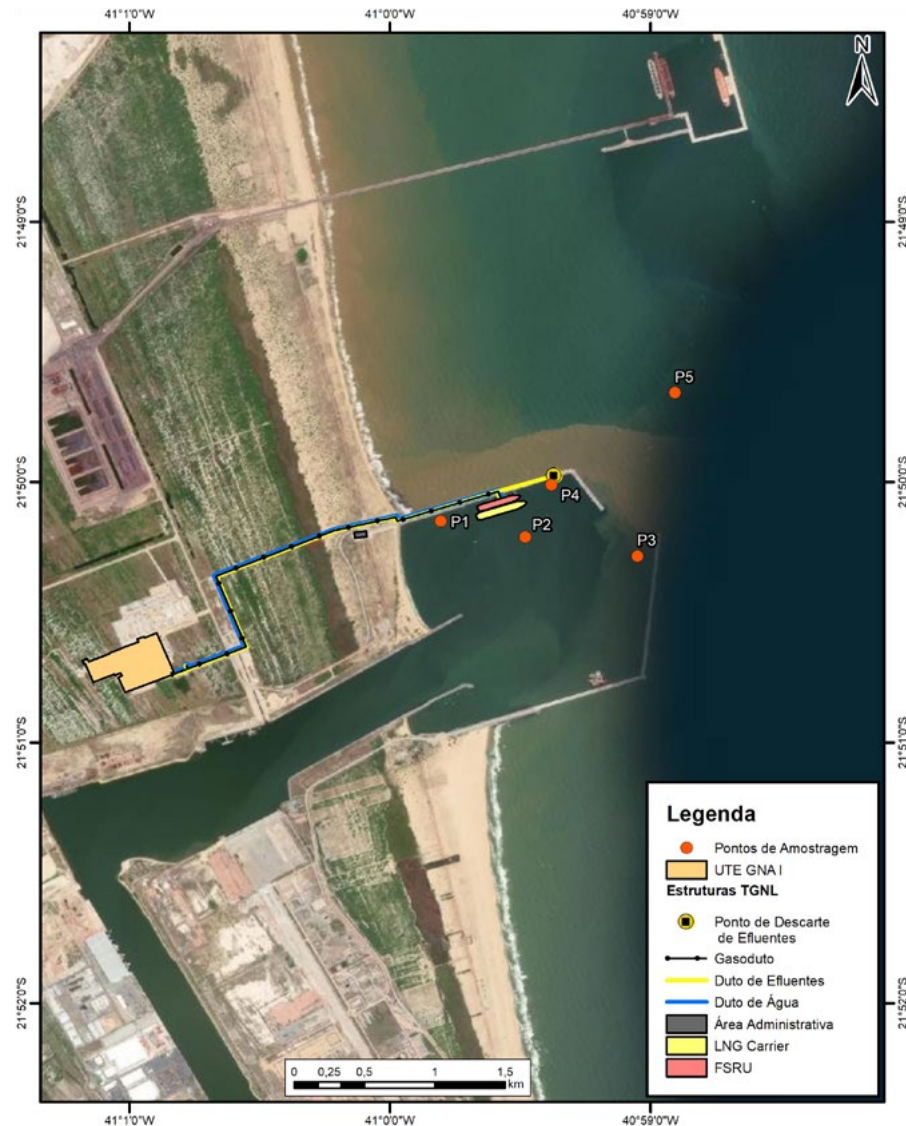 41°1'0"W 41°0'0"W 40°59'0"W
N
21°49'0"S 21°49'0"S
P5
21°50'0"S 21°50'0"S
P4
P1
P2
P3
21°51'0"S 21°51'0"S
Legenda
Pontos de Amostragem
UTE GNA I
Estruturas TGNL
Ponto de Descarte
de Efluentes
Gasoduto
Duto de Efluentes
Duto de Água
Área Administrativa
LNG Carrier
FSRU
21°52'0"S 21°52'0"S
0 0,25 0,5 1 1,5
km
41°1'0"W 41°0'0"W 40°59'0"W